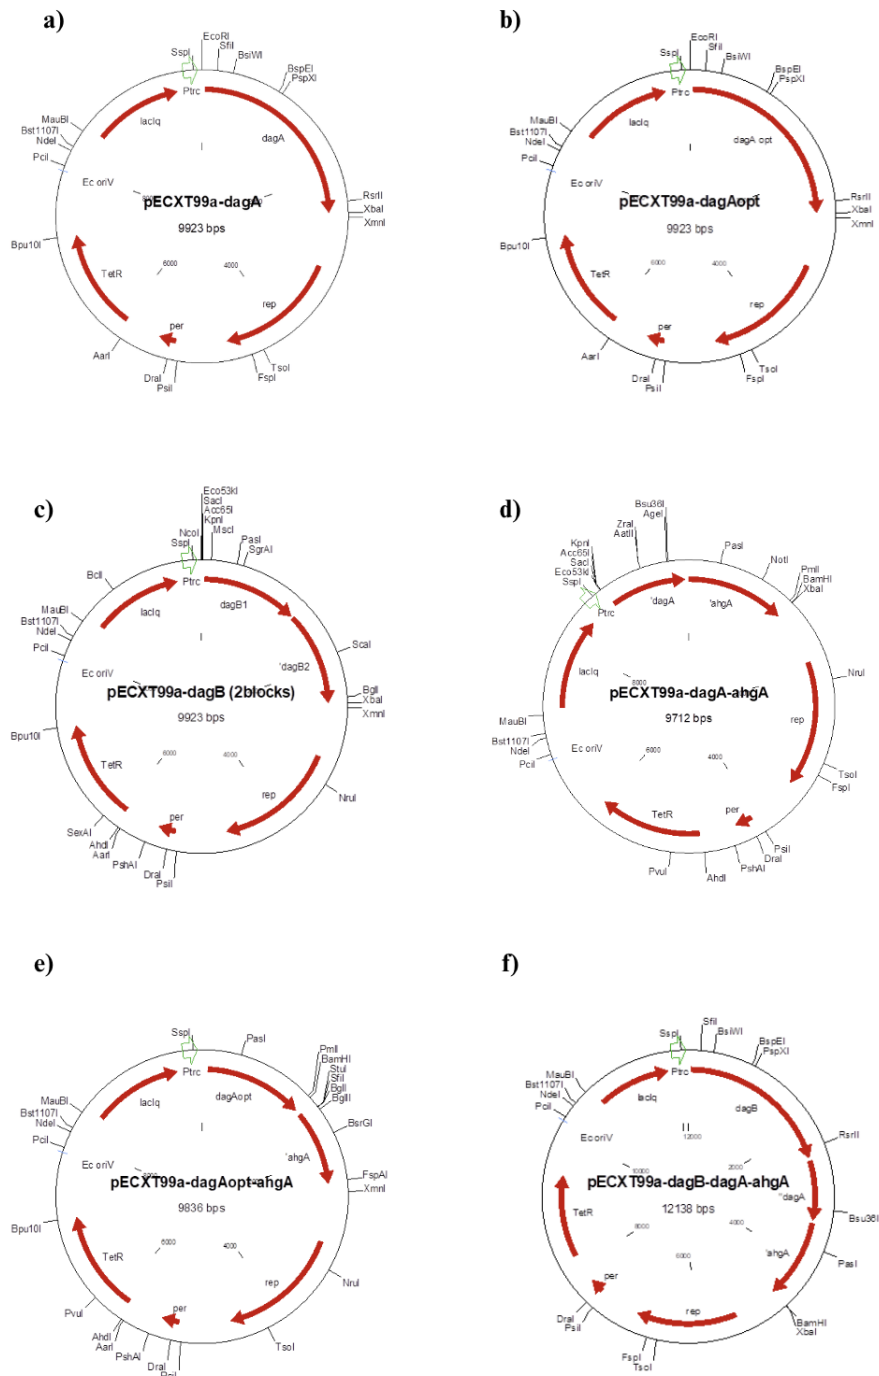 a)
EcoRI
SspI
SfiI
BsiWI
BspEI
PspXI
Ptrc
MauBI
lacIq
dagA
Bst1107I
NdeI
PciI
EcoriV
RsrII
pECXT99a-dagA
XbaI
XmnI
9923 bps
Bpu10I
6000
4000
TetR
rep
per
AarI
TsoI
FspI
DraI
PsiI
b)
EcoRI
SspI
SfiI
BsiWI
BspEI
PspXI
Ptrc
MauBI
lacIq
dagA opt
Bst1107I
NdeI
PciI
EcoriV
RsrII
pECXT99a-dagAopt
XbaI
XmnI
9923 bps
Bpu10I
6000
4000
TetR
rep
per
AarI
TsoI
FspI
DraI
PsiI
c)
Eco53kI
SacI
Acc65I
KpnI
NcoI
MscI
SspI
PasI
SgrAI
BclI
Ptrc
MauBI
lacIq
dagB1
Bst1107I
NdeI
PciI
ScaI
'dagB2
EcoriV
BglI
pECXT99a-dagB (2blocks)
XbaI
XmnI
9923 bps
Bpu10I
6000
4000
TetR
rep
NruI
per
SexAI
AhdI
AarI
PshAI
DraI
PsiI
d)
Bsu36I
AgeI
ZraI
AatII
KpnI
Acc65I
SacI
Eco53kI
SspI
PasI
NotI
PmlI
BamHI
XbaI
Ptrc
'dagA
'ahgA
lacIq
NruI
8000
pECXT99a-dagA-ahgA
9712 bps
MauBI
rep
Bst1107I
NdeI
PciI
EcoriV
6000
4000
TsoI
FspI
TetR
per
PsiI
DraI
PshAI
AhdI
PvuI
e)
SspI
PasI
PmlI
BamHI
StuI
SfiI
BglI
BglII
Ptrc
MauBI
lacIq
dagAopt
Bst1107I
NdeI
PciI
BsrGI
'ahgA
EcoriV
FspAI
pECXT99a-dagAopt-ahgA
XmnI
9836 bps
Bpu10I
6000
4000
TetR
rep
NruI
PvuI
per
AhdI
AarI
PshAI
TsoI
DraI
PsiI
f)
SfiI
SspI
BsiWI
BspEI
PspXI
Ptrc
MauBI
lacIq
dagB
Bst1107I
NdeI
PciI
12000
EcoriV
RsrII
10000
2000
pECXT99a-dagB-dagA-ahgA
"dagA
12138 bps
TetR
Bsu36I
8000
4000
'ahgA
PasI
6000
per
DraI
PsiI
rep
BamHI
XbaI
FspI
TsoI